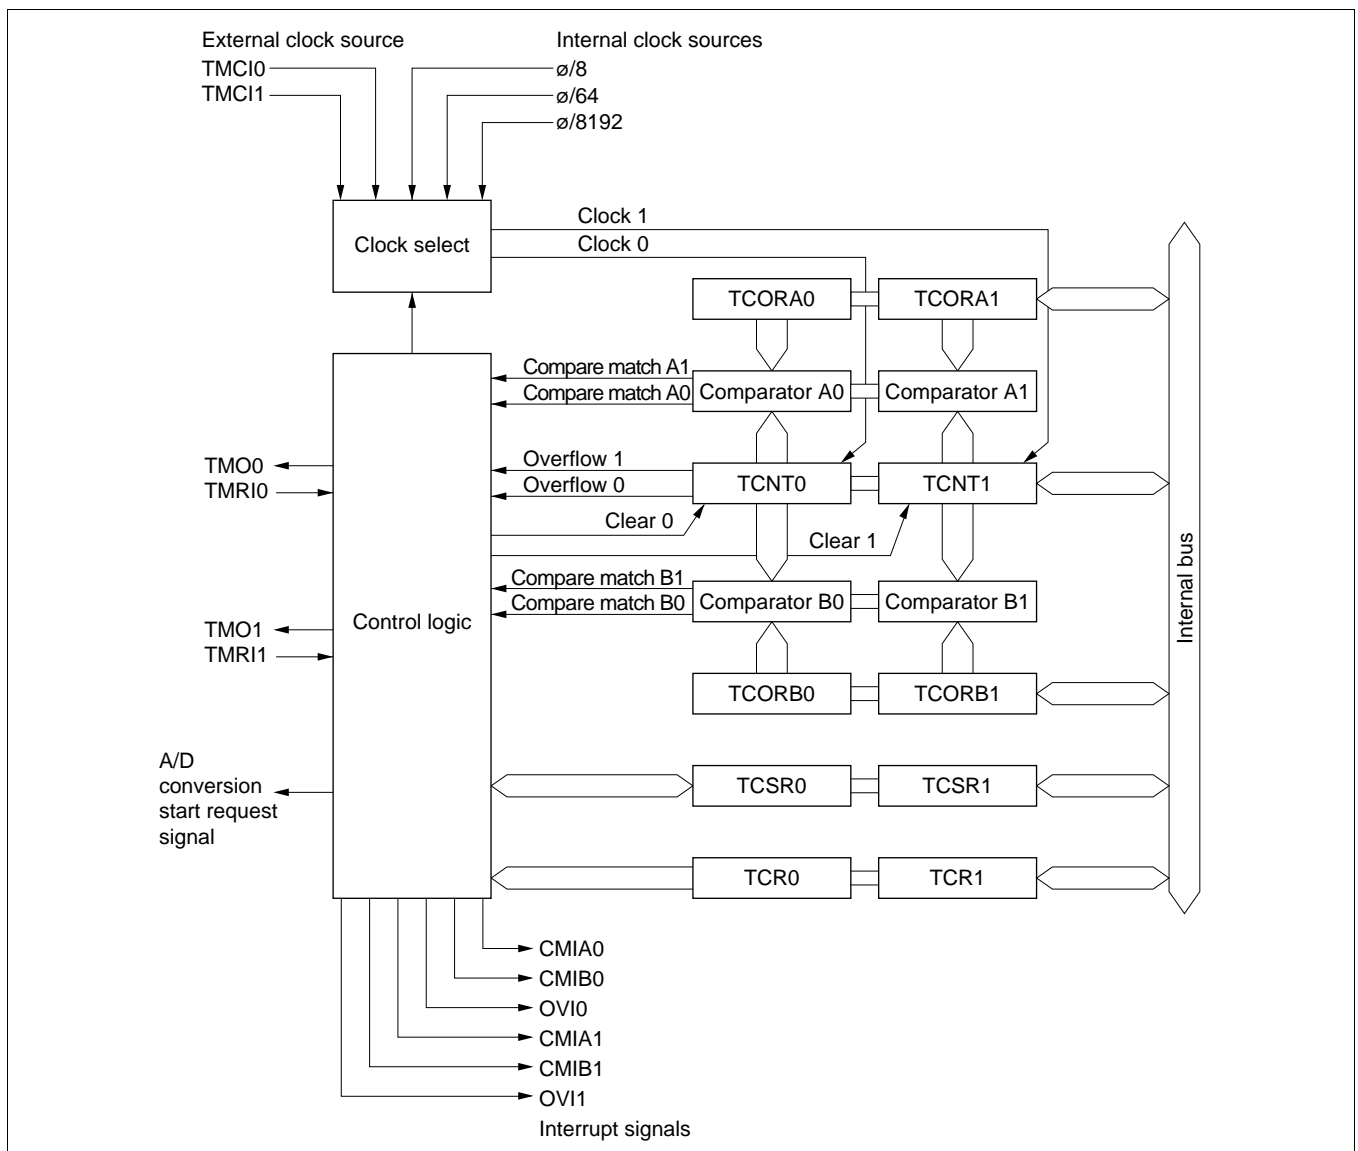 External clock source
Internal clock sources
TMCI0
ø/8
TMCI1
ø/64
ø/8192
Clock select
Clock 1
Clock 0
TCORA0
TCORA1
Compare match A1
Compare match A0
Comparator A0
Comparator A1
TMO0
TMRI0
Overflow 1
Overflow 0
TCNT0
TCNT1
Clear 0
Clear 1
Compare match B1
Compare match B0
Comparator B0
Comparator B1
Control logic
TMO1
TMRI1
Internal bus
TCORB0
TCORB1
A/D
conversion
start request
signal
TCSR0
TCSR1
TCR0
TCR1
CMIA0
CMIB0
OVI0
CMIA1
CMIB1
OVI1
Interrupt signals